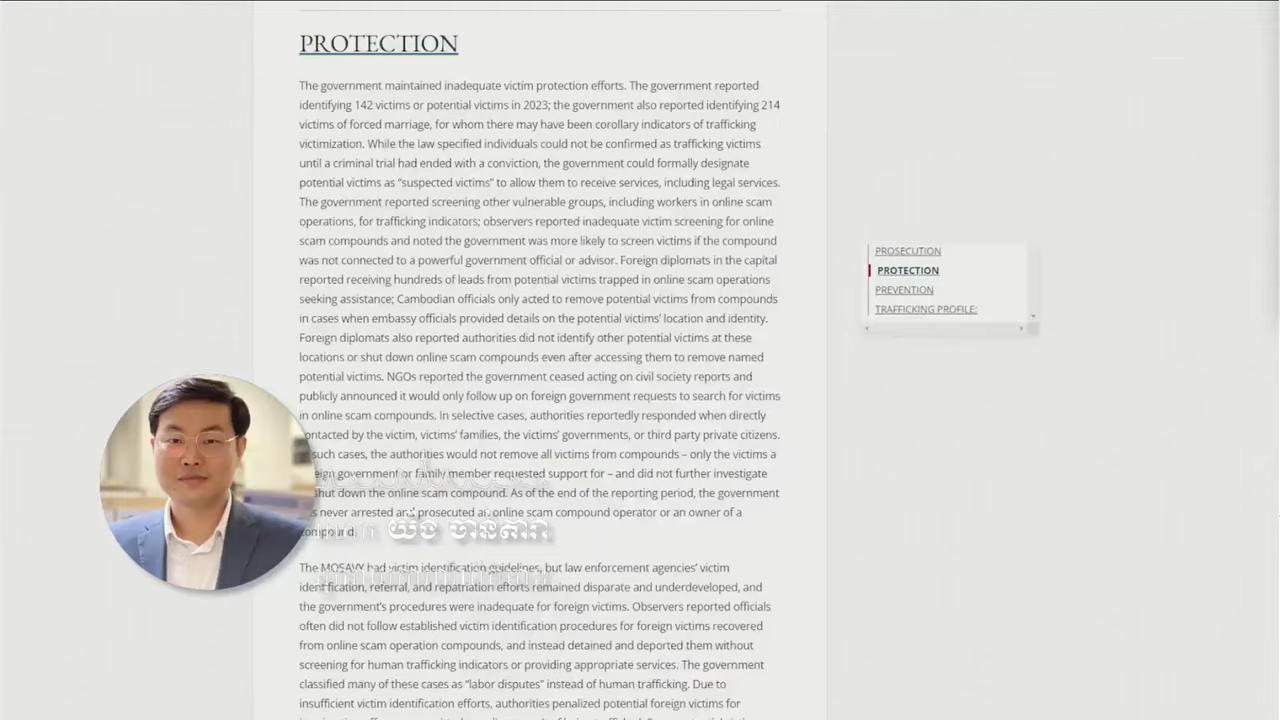 PROTECTION
The government maintained inadequate victim protection efforts. The government reported
identifying 142 victims or potential victims in 2023; the government also reported identifying 214
victims of forced marriage, for whom there may have been corollary indicators of trafficking
victimization. While the law specified individuals could not be confirmed as trafficking victims
until a criminal trial had ended with a conviction, the government could formally designate
potential victims as “suspected victims” to allow them to receive services, including legal services.
The government reported screening other vulnerable groups, including workers in online scam
operations, for trafficking indicators; observers reported inadequate victim screening for online
scam compounds and noted the government was more likely to screen victims if the compound
was not connected to a powerful government official or advisor. Foreign diplomats in the capital
reported receiving hundreds of leads from potential victims trapped in online scam operations
seeking assistance; Cambodian officials only acted to remove potential victims from compounds
in cases when embassy officials provided details on the potential victims’ location and identity.
Foreign diplomats also reported authorities did not identify other potential victims at these
locations or shut down online scam compounds even after accessing them to remove named
potential victims. NGOs reported the government ceased acting on civil society reports and
publicly announced it would only follow up on foreign government requests to search for victims
in online scam compounds. In selective cases, authorities reportedly responded when directly
contacted by the victim, victims’ families, the victims’ governments, or third party private citizens.
such cases, the authorities would not remove all victims from compounds – only the victims a
government or family member requested support for – and did not further investigate
shut down the online scam compound. As of the end of the reporting period, the government
never arrested and prosecuted an online scam compound operator or an owner of a
compound.
យង់ ចាន់តារា
The MOSAVY had victim identification guidelines, but law enforcement agencies’ victim
identification, referral, and repatriation efforts remained disparate and underdeveloped, and
the government’s procedures were inadequate for foreign victims. Observers reported officials
often did not follow established victim identification procedures for foreign victims recovered
from online scam operation compounds, and instead detained and deported them without
screening for human trafficking indicators or providing appropriate services. The government
classified many of these cases as “labor disputes” instead of human trafficking. Due to
insufficient victim identification efforts, authorities penalized potential foreign victims for
PROSECUTION
PROTECTION
PREVENTION
TRAFFICKING PROFILE: